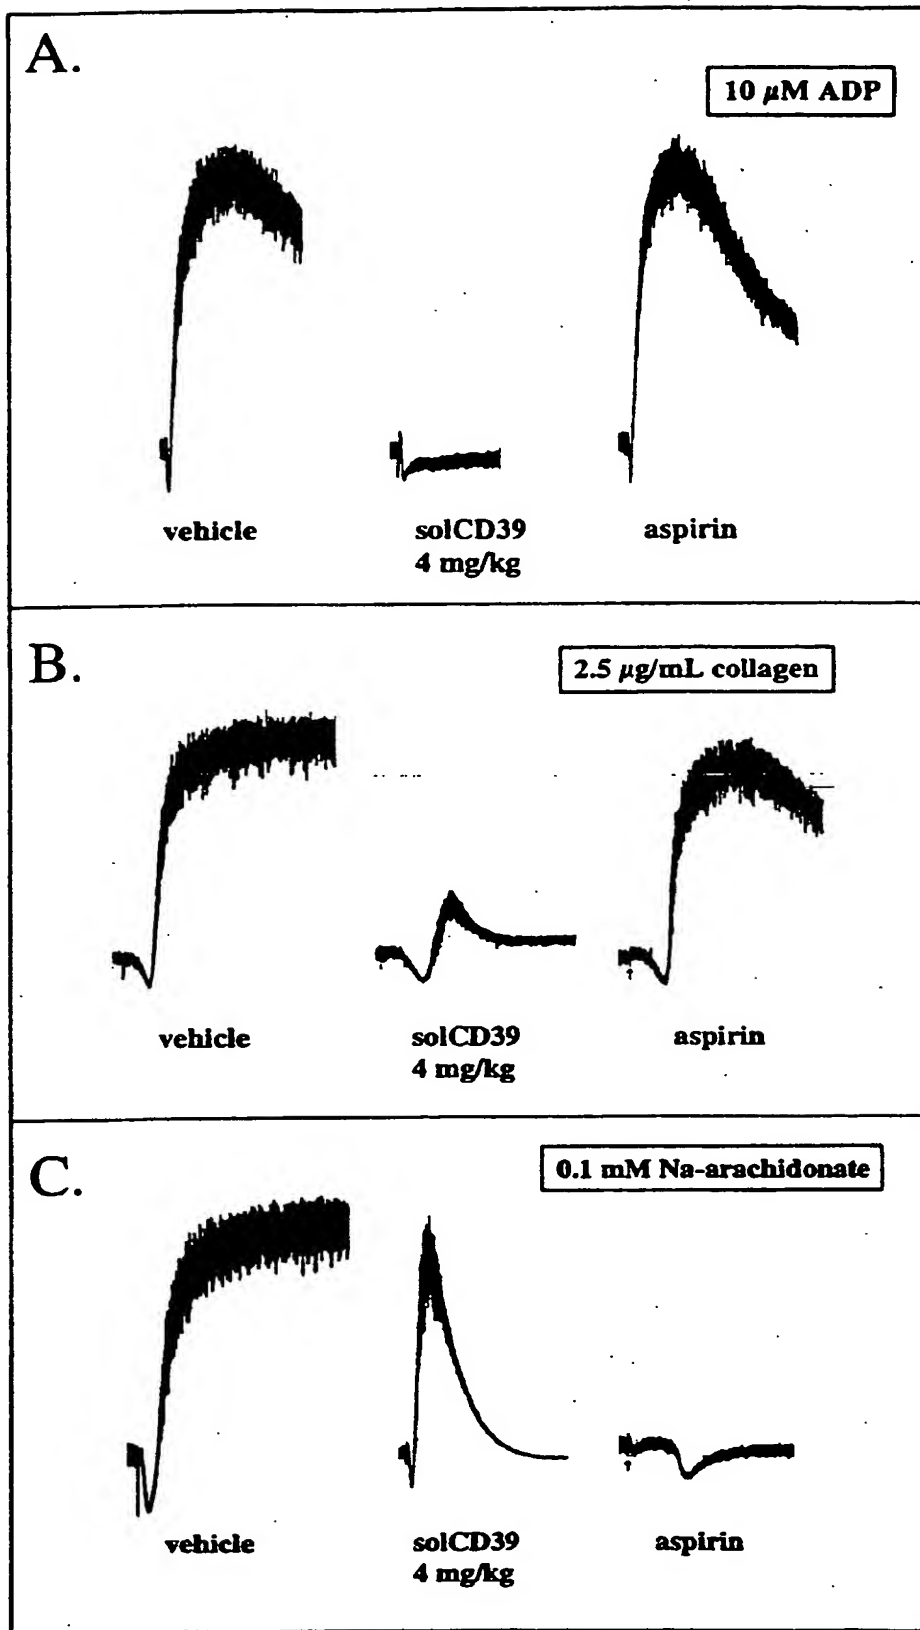 A.
10 μM ADP
vehicle
solCD39
4 mg/kg
aspirin
B.
2.5 μg/mL collagen
vehicle
solCD39
4 mg/kg
aspirin
C.
0.1 mM Na-arachidonate
vehicle
solCD39
4 mg/kg
aspirin